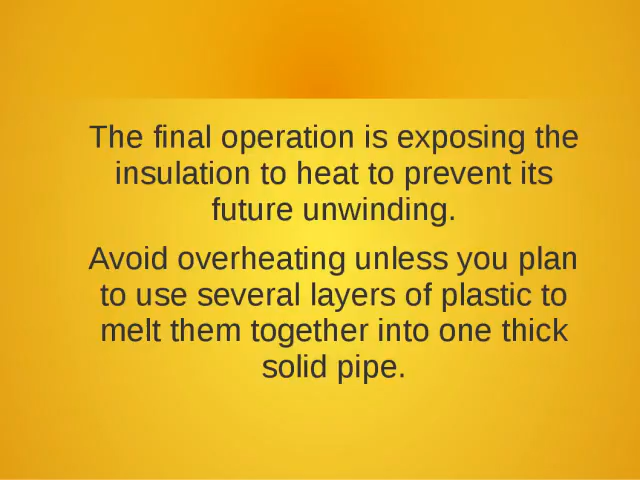 The final operation is exposing the
insulation to heat to prevent its
future unwinding.
Avoid overheating unless you plan
to use several layers of plastic to
melt them together into one thick
solid pipe.